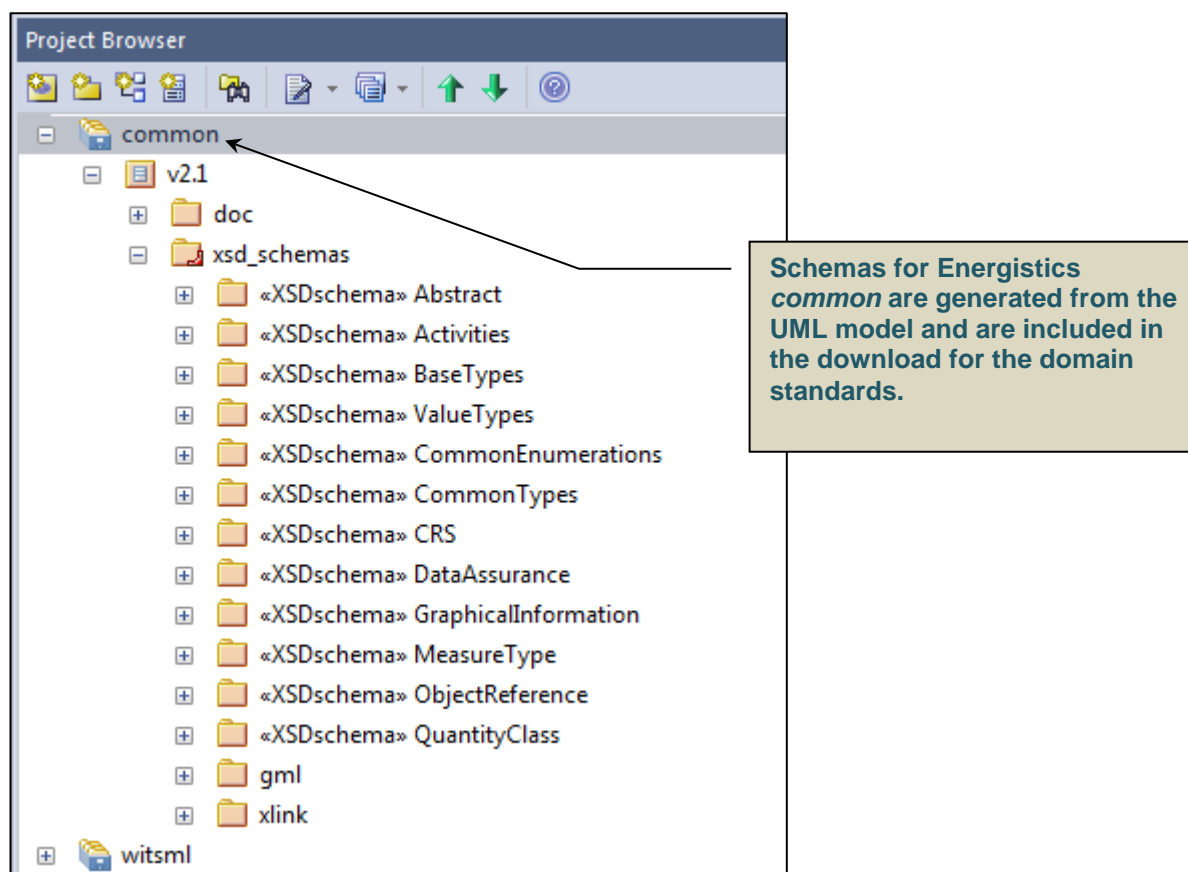 Project Browser
common
v2.1
doc
xsd_schemas
«XSDschema» Abstract
«XSDschema» Activities
«XSDschema» BaseTypes
«XSDschema» ValueTypes
«XSDschema» CommonEnumerations
«XSDschema» CommonTypes
«XSDschema» CRS
«XSDschema» DataAssurance
«XSDschema» GraphicalInformation
«XSDschema» MeasureType
«XSDschema» ObjectReference
«XSDschema» QuantityClass
gml
xlink
witsml
Schemas for Energistics
common are generated from the
UML model and are included in
the download for the domain
standards.